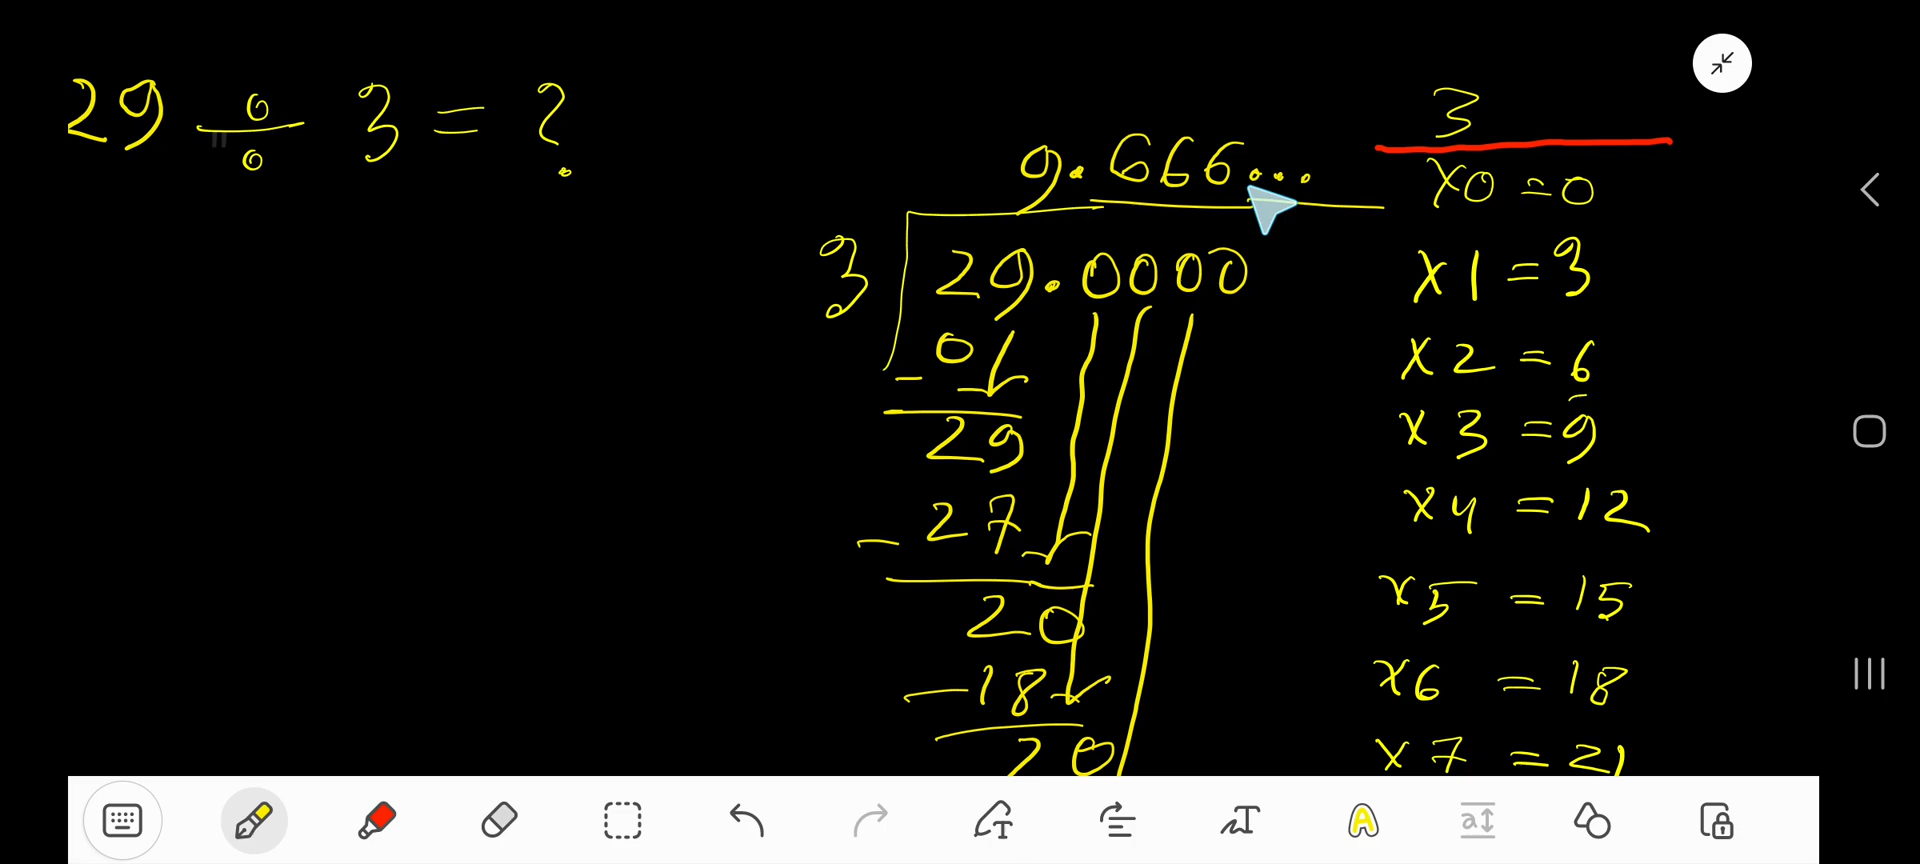 29 ÷ 3 = ?
9.666...
3 29.0000
- 0
29
- 27
20
- 18
20
3
x0 = 0
x1 = 3
x2 = 6
x3 = 9
x4 = 12
x5 = 15
x6 = 18
x7 = 21